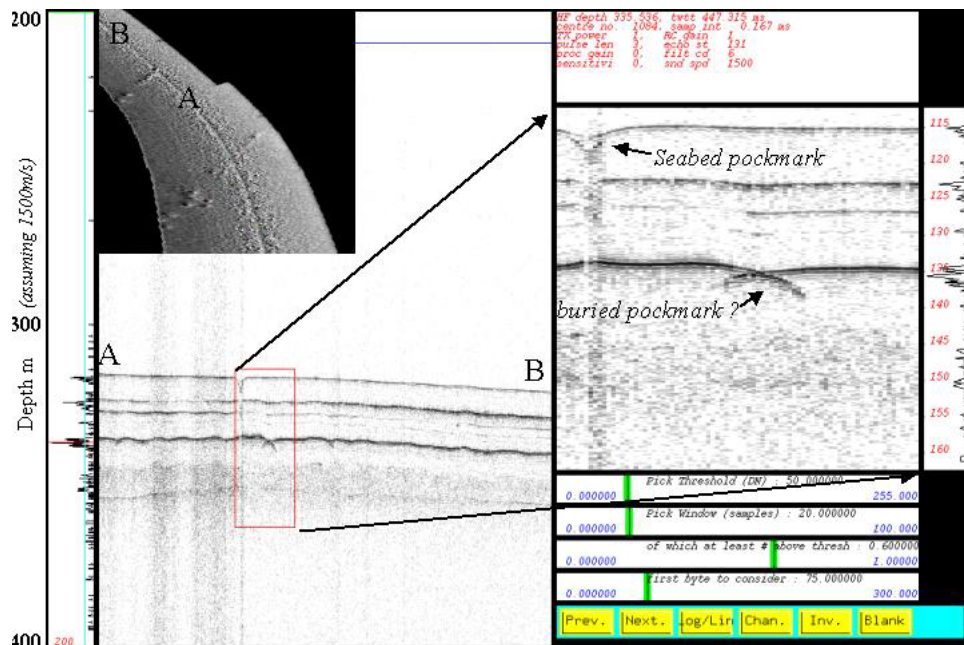 200
300
400
Depth m (assuming 1500m/s)
200
B
A
A
B
HF depth 335.536, twtt 447.315 ms
centre no. 1084, samp int . 0.167 ms
TX power 1, RC gain 1
pulse len 3, echo st 131
proc gain 0, filt cd 6
sensitivi 0, snd spd 1500
Seabed pockmark
buried pockmark ?
115
120
125
130
135
137
140
145
150
155
160
Pick Threshold (DN) : 50.000000
0.000000 255.000
Pick Window (samples) : 20.000000
0.000000 100.000
of which at least # above thresh : 0.600000
0.000000 1.00000
first byte to consider : 75.000000
0.000000 300.000
Prev. Next. Log/Lin Chan. Inv. Blank